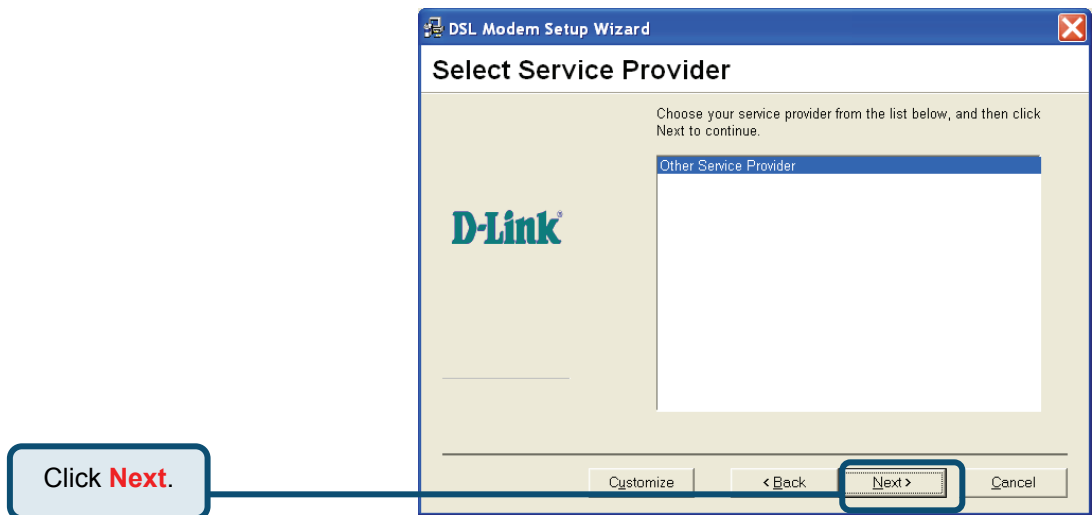 DSL Modem Setup Wizard
Select Service Provider
Choose your service provider from the list below, and then click
Next to continue.
Other Service Provider
D-Link®
Click Next.
Customize
< Back
Next >
Cancel